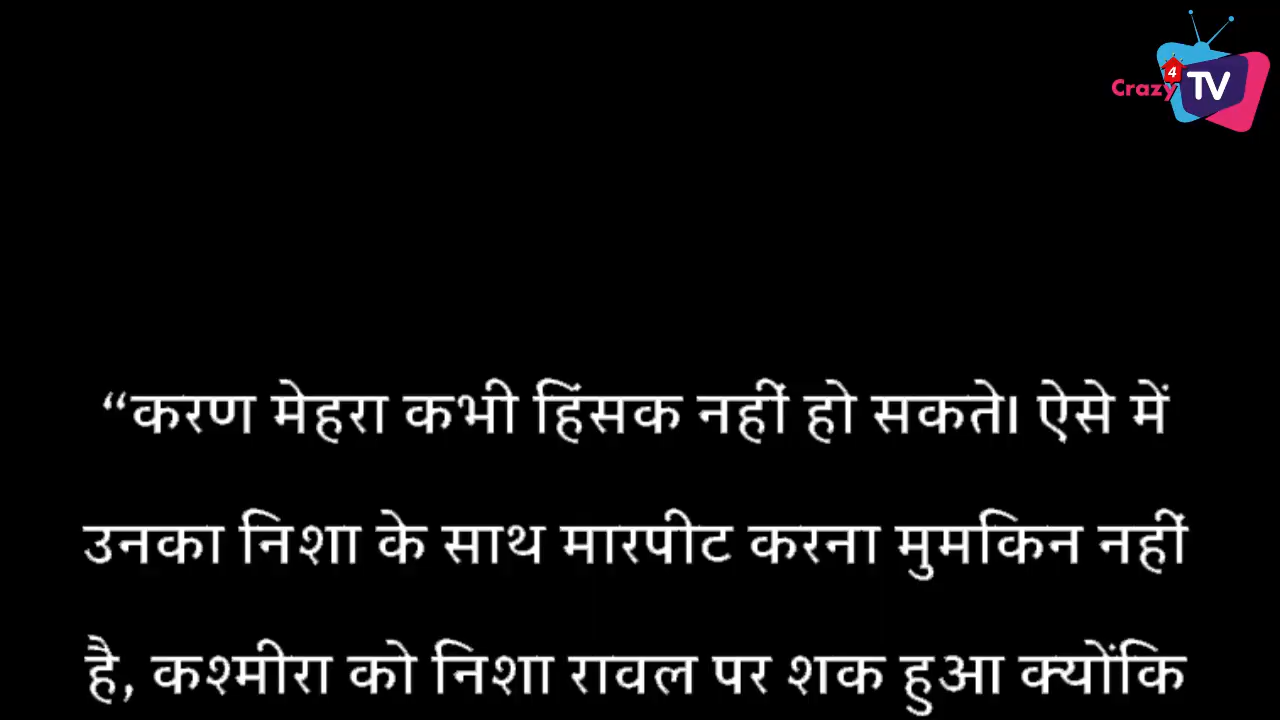 Crazy 4 TV
“करण मेहरा कभी हिंसक नहीं हो सकते। ऐसे में
उनका निशा के साथ मारपीट करना मुमकिन नहीं
है, कश्मीरा को निशा रावल पर शक हुआ क्योंकि